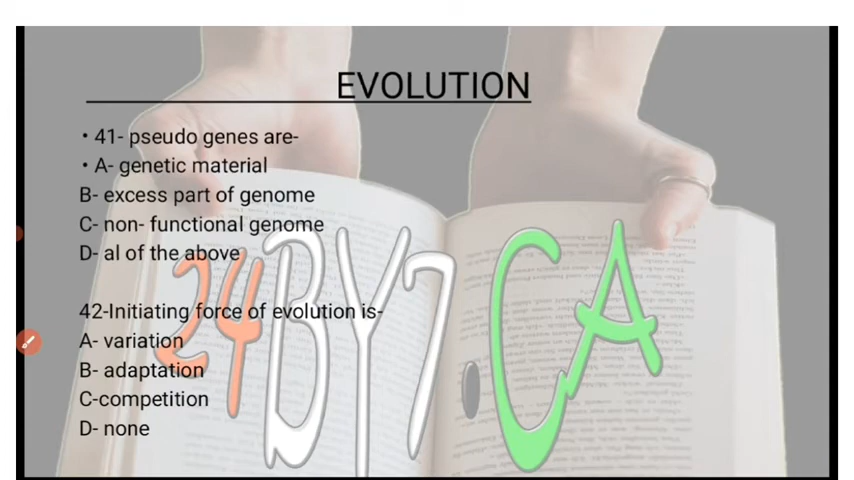 EVOLUTION
• 41- pseudo genes are-
• A- genetic material
B- excess part of genome
C- non- functional genome
D- al of the above
42-Initiating force of evolution is-
A- variation
B- adaptation
C-competition
D- none
24BY7.CA